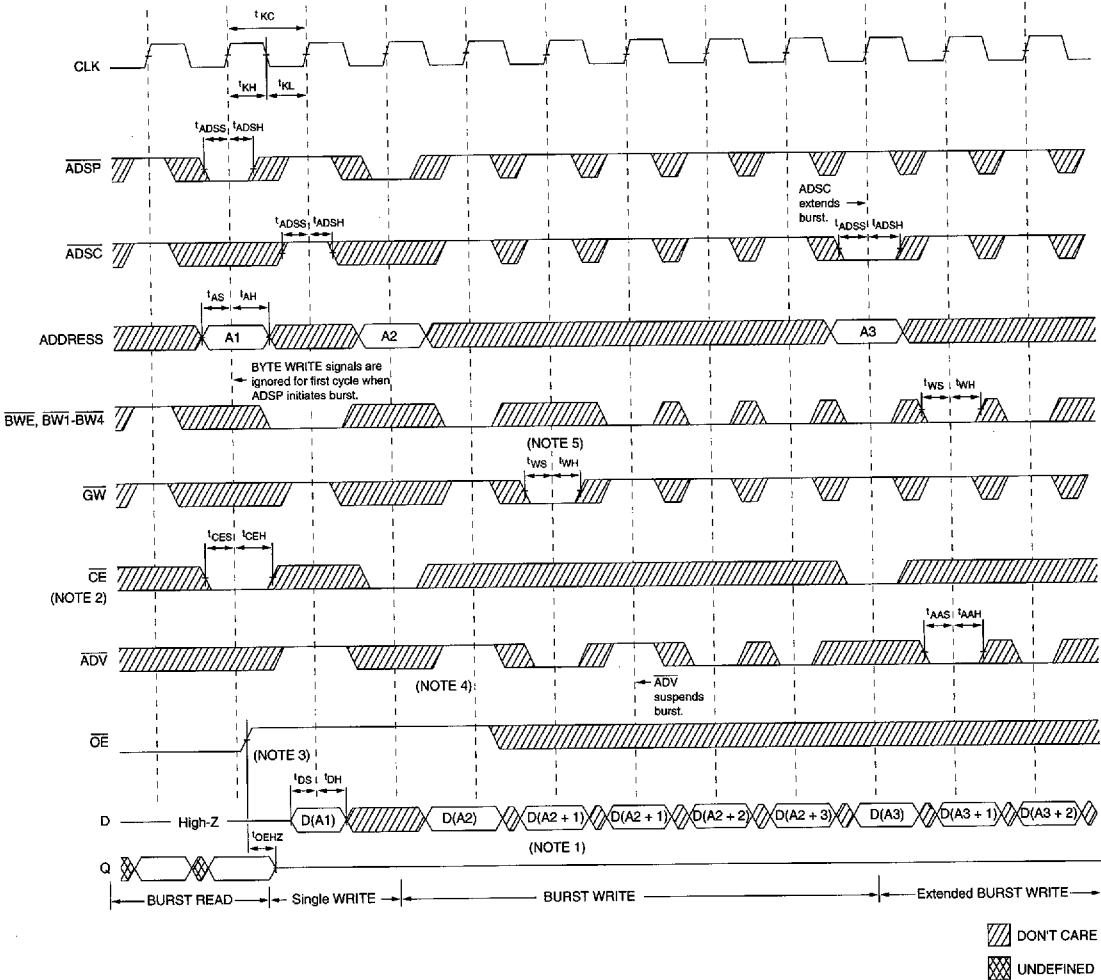 tKC
CLK
tKH
tKL
tADSS
tADSH
ADSP
ADSC
extends
burst.
tADSS
tADSH
tADSS
tADSH
ADSC
tAS
tAH
ADDRESS
A1
A2
A3
BYTE WRITE signals are
ignored for first cycle when
ADSP initiates burst.
tWS
tWH
BWE, BW1-BW4
(NOTE 5)
tWS
tWH
GW
tCES
tCEH
CE
(NOTE 2)
tAAS
tAAH
ADV
(NOTE 4)
ADV
suspends
burst.
OE
(NOTE 3)
tDS
tDH
D
High-Z
D(A1)
D(A2)
D(A2 + 1)
D(A2 + 1)
D(A2 + 2)
D(A2 + 3)
D(A3)
D(A3 + 1)
D(A3 + 2)
tOEHZ
(NOTE 1)
Q
BURST READ
Single WRITE
BURST WRITE
Extended BURST WRITE
DON'T CARE
UNDEFINED